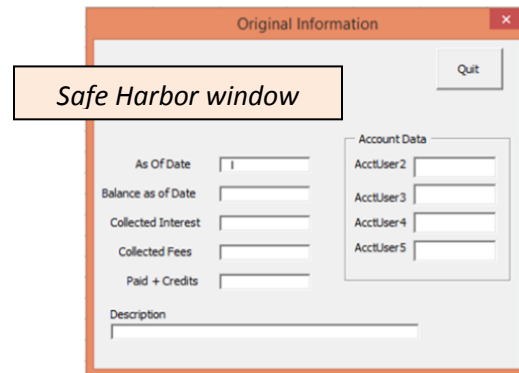 Original Information
x
Quit
Safe Harbor window
Account Data
As Of Date
AcctUser2
Balance as of Date
AcctUser3
Collected Interest
AcctUser4
Collected Fees
AcctUser5
Paid + Credits
Description